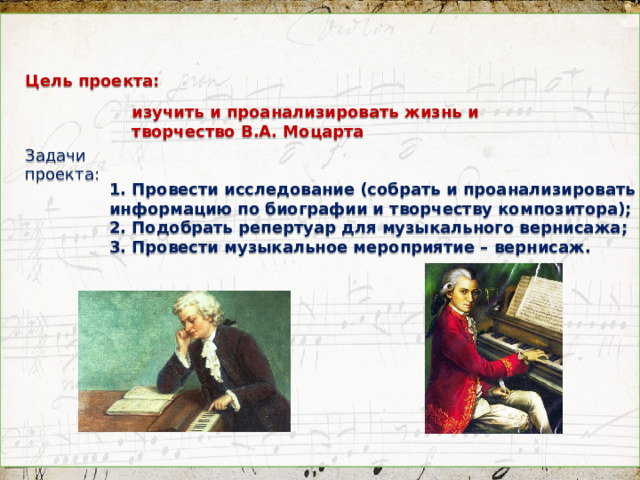 Цель проекта:
изучить и проанализировать жизнь и
творчество В.А. Моцарта
Задачи
проекта:
1. Провести исследование (собрать и проанализировать
информацию по биографии и творчеству композитора);
2. Подобрать репертуар для музыкального вернисажа;
3. Провести музыкальное мероприятие – вернисаж.